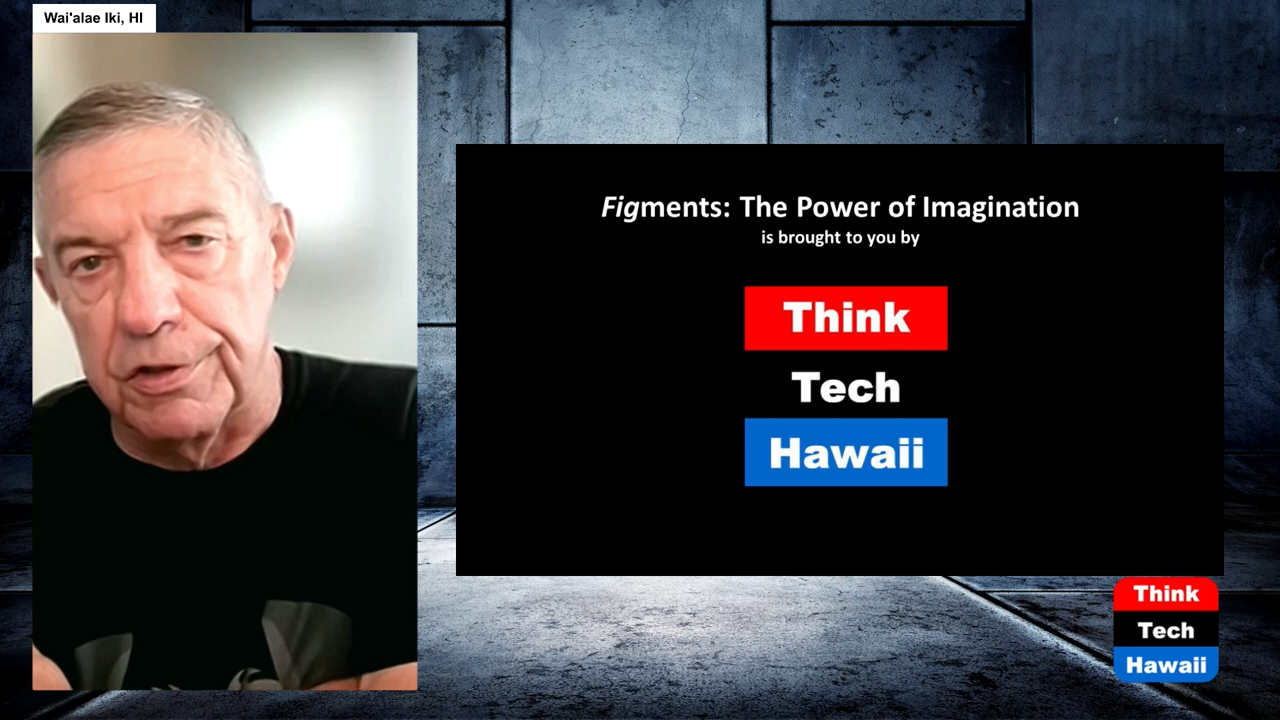 Wai'alae Iki, HI
Figments: The Power of Imagination
is brought to you by
Think
Tech
Hawaii
Think
Tech
Hawaii